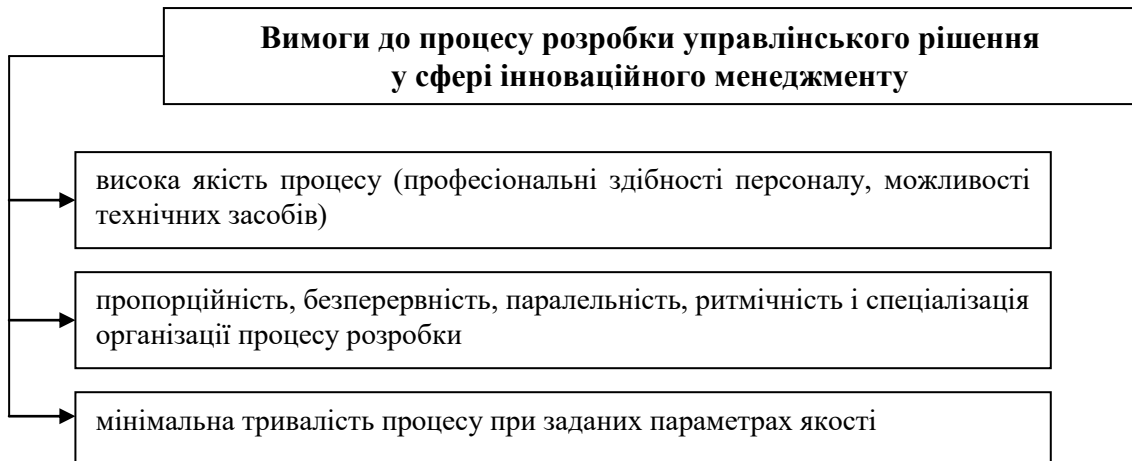 Вимоги до процесу розробки управлінського рішення
у сфері інноваційного менеджменту
висока якість процесу (професіональні здібності персоналу, можливості
технічних засобів)
пропорційність, безперервність, паралельність, ритмічність і спеціалізація
організації процесу розробки
мінімальна тривалість процесу при заданих параметрах якості